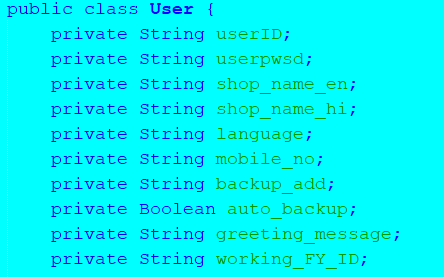 public class User {
    private String userID;
    private String userpwsd;
    private String shop_name_en;
    private String shop_name_hi;
    private String language;
    private String mobile_no;
    private String backup_add;
    private Boolean auto_backup;
    private String greeting_message;
    private String working_FY_ID;